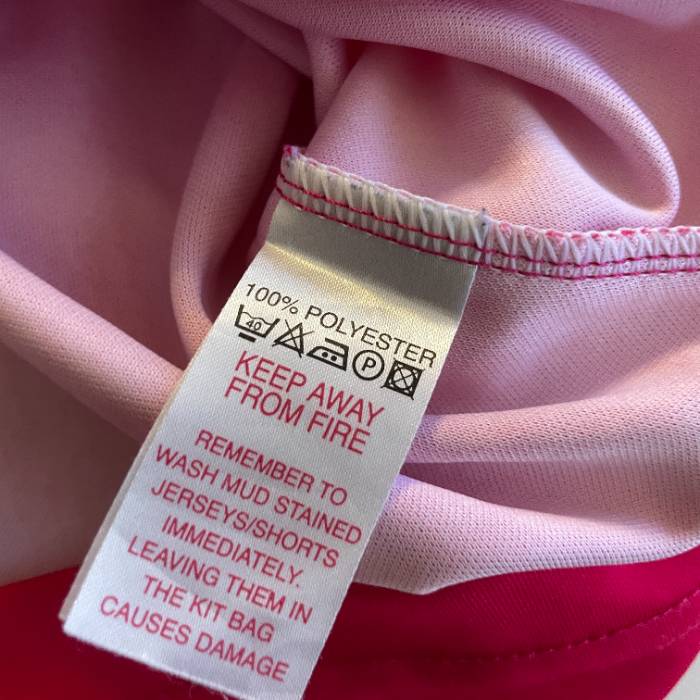 100% POLYESTER
40 P
KEEP AWAY
FROM FIRE
REMEMBER TO
WASH MUD STAINED
JERSEYS/SHORTS
IMMEDIATELY.
LEAVING THEM IN
THE KIT BAG
CAUSES DAMAGE